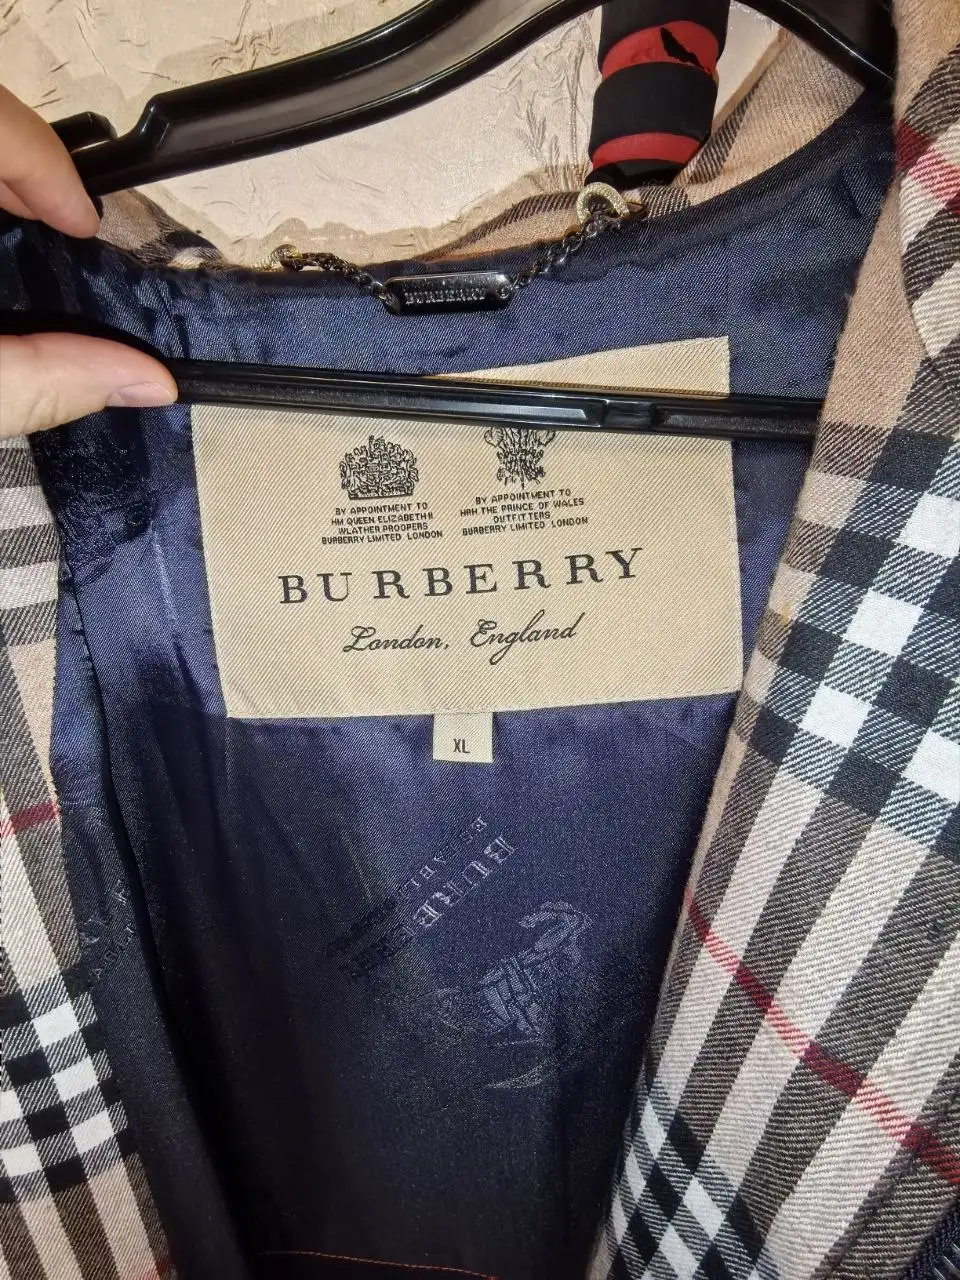 BURBERRY
BY APPOINTMENT TO
HM QUEEN ELIZABETH II
WLATHER PROOPERS
BURBERRY LIMITED LONDON
BY APPOINTMENT TO
HRH THE PRINCE OF WALES
OUTFITTERS
BURBERRY LIMITED LONDON
BURBERRY
London, England
XL